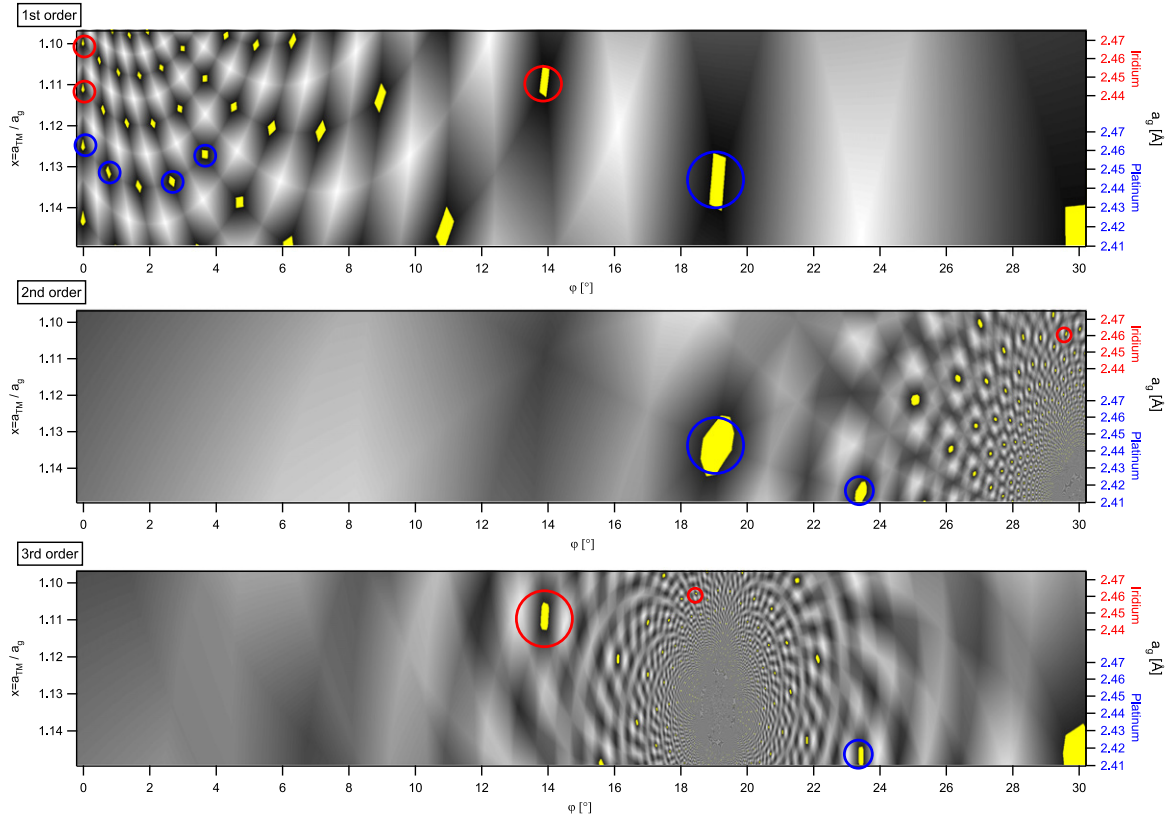 1st order
x=a_TM / a_g
1.10
1.11
1.12
1.13
1.14
2.47
2.46
2.45
2.44
Iridium
2.47
2.46
2.45
2.44
2.43
2.42
2.41
Platinum
a_g [Å]
0 2 4 6 8 10 12 14 16 18 20 22 24 26 28 30
φ [°]
2nd order
x=a_TM / a_g
1.10
1.11
1.12
1.13
1.14
2.47
2.46
2.45
2.44
Iridium
2.47
2.46
2.45
2.44
2.43
2.42
2.41
Platinum
a_g [Å]
0 2 4 6 8 10 12 14 16 18 20 22 24 26 28 30
φ [°]
3rd order
x=a_TM / a_g
1.10
1.11
1.12
1.13
1.14
2.47
2.46
2.45
2.44
Iridium
2.47
2.46
2.45
2.44
2.43
2.42
2.41
Platinum
a_g [Å]
0 2 4 6 8 10 12 14 16 18 20 22 24 26 28 30
φ [°]